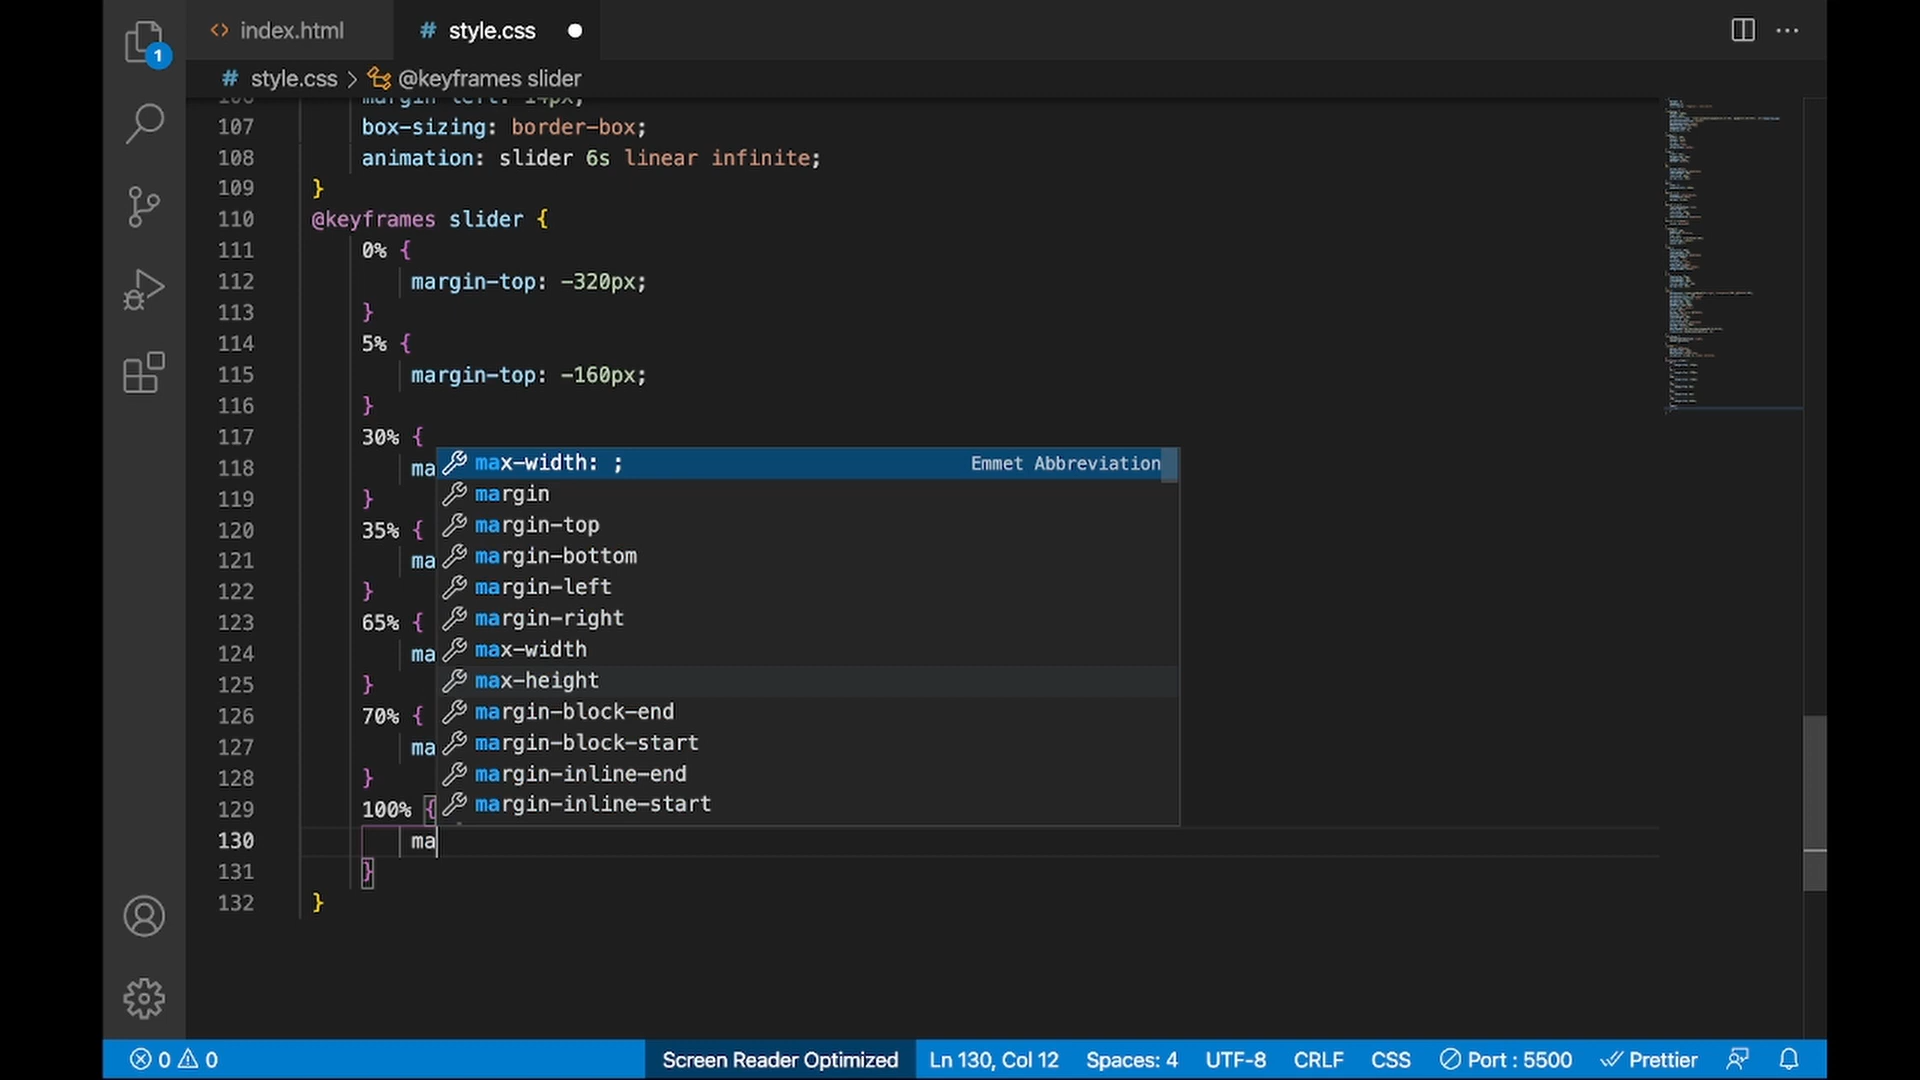 1
index.html
# style.css
# style.css > @keyframes slider
margin-left: 14px;
107 box-sizing: border-box;
108 animation: slider 6s linear infinite;
109 }
110 @keyframes slider {
111 0% {
112 margin-top: -320px;
113 }
114 5% {
115 margin-top: -160px;
116 }
117 30% {
118 ma
119 }
120 35% {
121 ma
122 }
123 65% {
124 ma
125 }
126 70% {
127 ma
128 }
129 100% {
130 ma
131 }
132 }
max-width: ; Emmet Abbreviation
margin
margin-top
margin-bottom
margin-left
margin-right
max-width
max-height
margin-block-end
margin-block-start
margin-inline-end
margin-inline-start
0 0 Screen Reader Optimized Ln 130, Col 12 Spaces: 4 UTF-8 CRLF CSS Port : 5500 Prettier